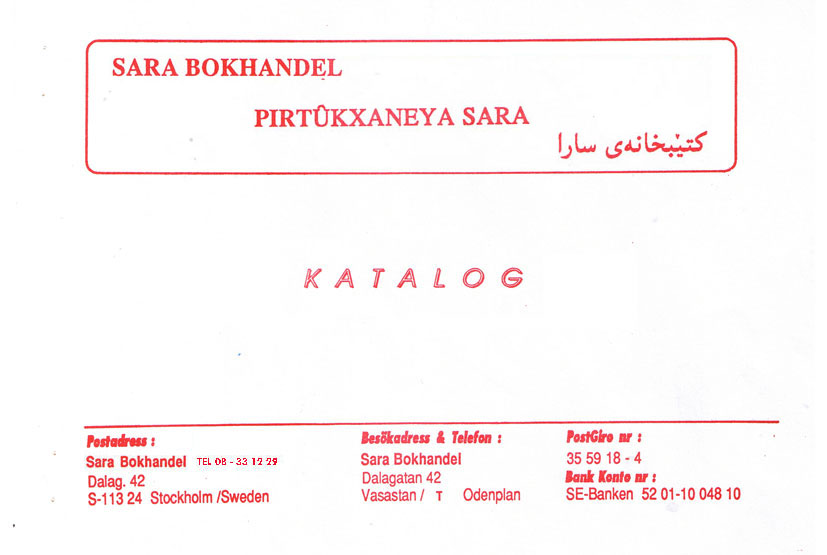 SARA BOKHANDEL
PIRTÛKXANEYA SARA
کتێبخانەی سارا
KATALOG
Postadress :
Sara Bokhandel TEL 08 - 33 12 29
Dalag. 42
S-113 24 Stockholm /Sweden
Besökadress & Telefon :
Sara Bokhandel
Dalagatan 42
Vasastan / T Odenplan
PostGiro nr :
35 59 18 - 4
Bank Konto nr :
SE-Banken 52 01-10 048 10